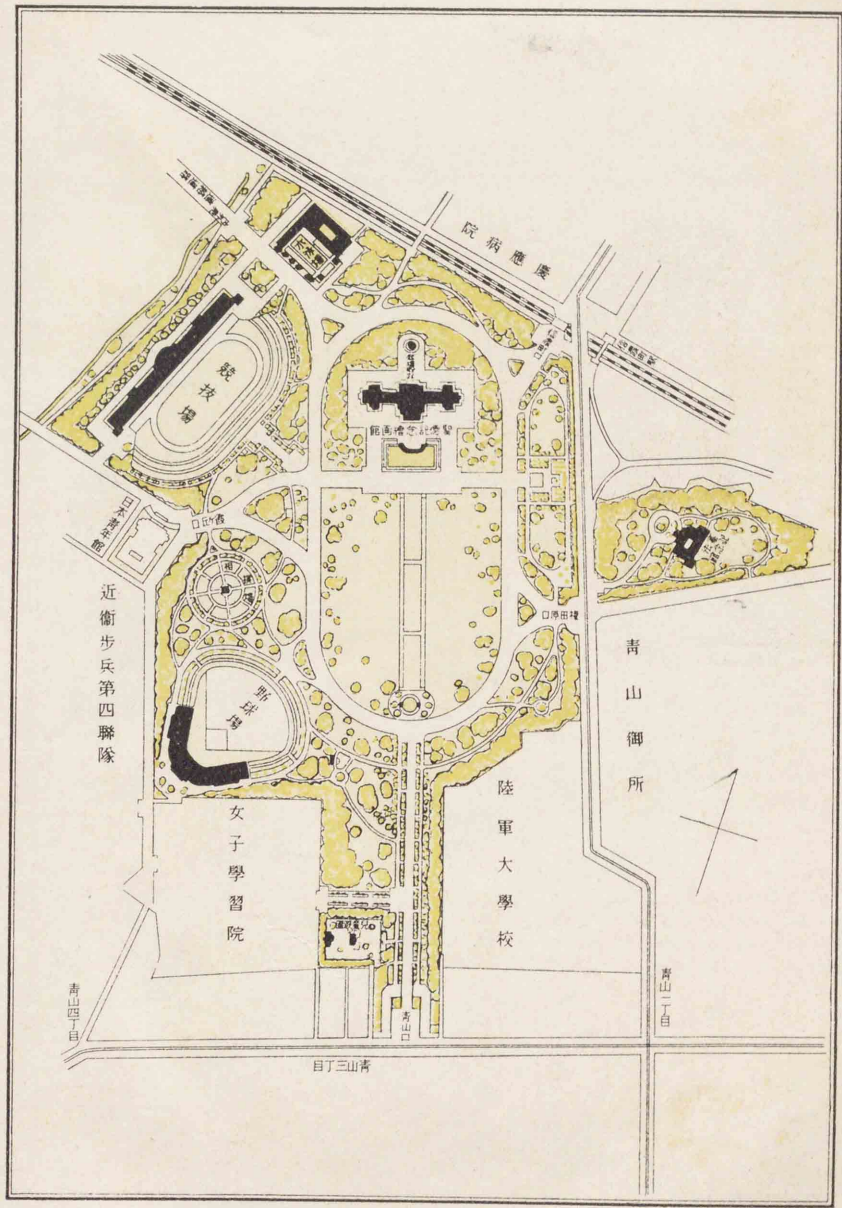 慶應病院
競技場
聖德記念繪画館
日本青年館
權田原口
近衞步兵第四聯隊
野球場
青山御所
陸軍大學校
女子學習院
青山口
青山四丁目
青山三丁目
青山一丁目